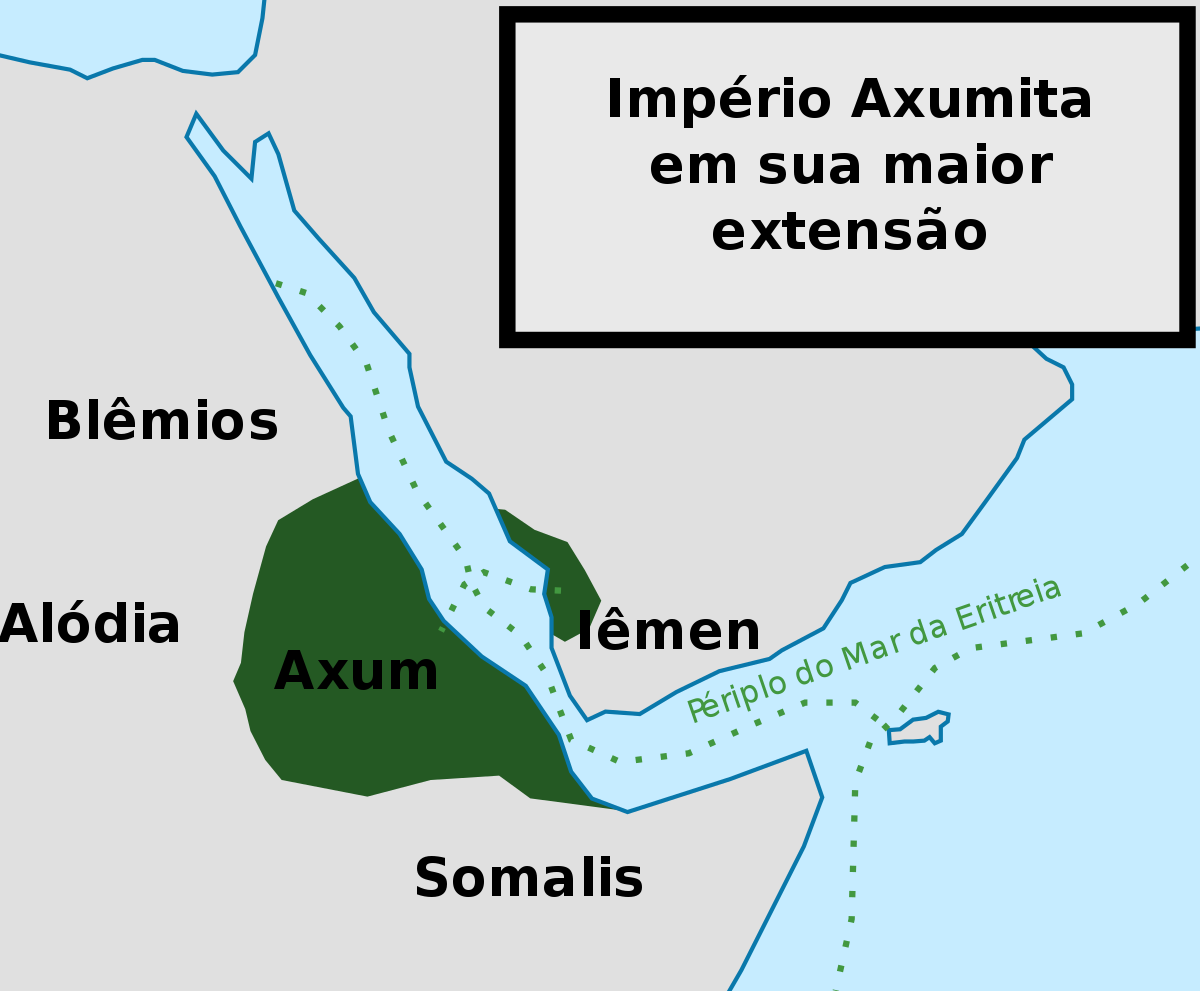 Império Axumita
em sua maior
extensão
Blêmios
Alódia
Axum
Iêmen
Périplo do Mar da Eritreia
Somalis